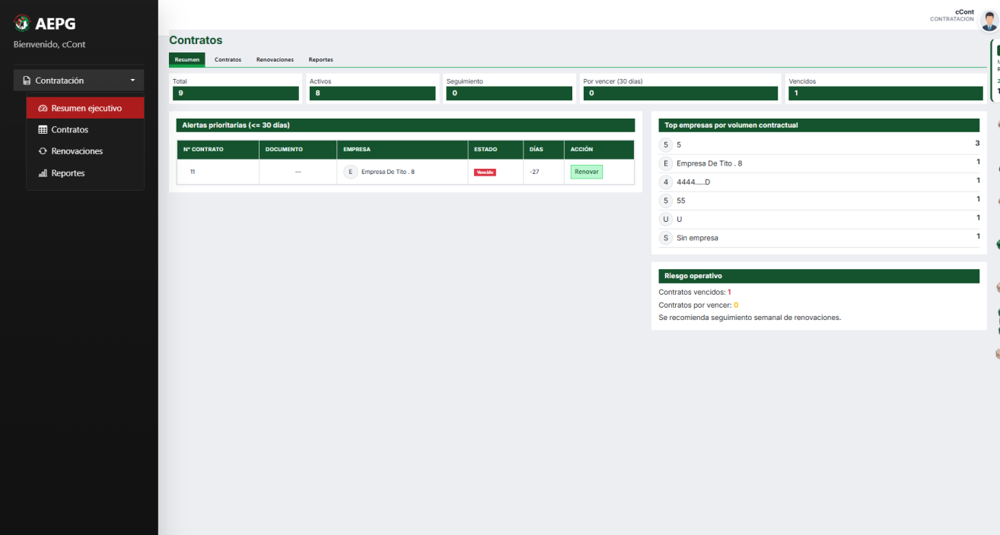 AEPG
Bienvenido, cCont
Contratación
Resumen ejecutivo
Contratos
Renovaciones
Reportes
cCont
CONTRATACION
Contratos
Resumen Contratos Renovaciones Reportes
Total Activos Seguimiento Por vencer (30 días) Vencidos
9 8 0 0 1
Alertas prioritarias (<= 30 días)
N° CONTRATO DOCUMENTO EMPRESA ESTADO DÍAS ACCIÓN
11 — E Empresa De Tito . 8 Vencido -27 Renovar
Top empresas por volumen contractual
5 5 3
E Empresa De Tito . 8 1
4 4444.....D 1
5 55 1
U U 1
S Sin empresa 1
Riesgo operativo
Contratos vencidos: 1
Contratos por vencer: 0
Se recomienda seguimiento semanal de renovaciones.